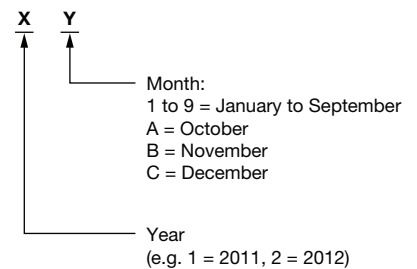 X Y
Month:
1 to 9 = January to September
A = October
B = November
C = December
Year
(e.g. 1 = 2011, 2 = 2012)